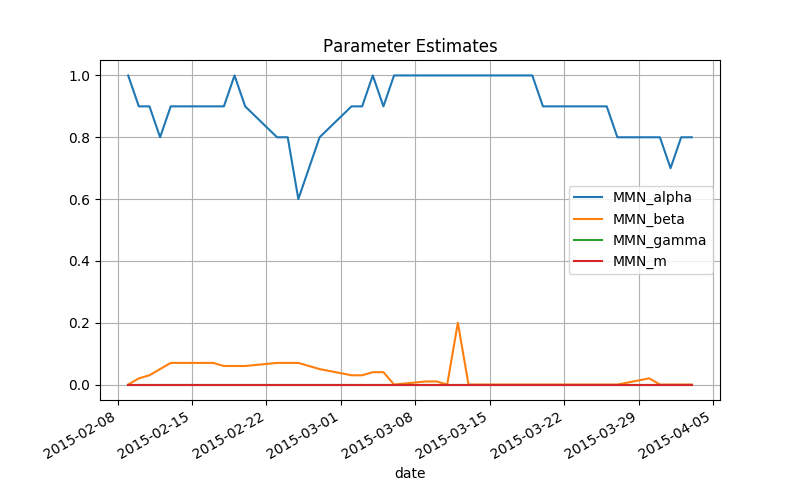 Parameter Estimates
1.0
0.8
0.6
0.4
0.2
0.0
MMN_alpha
MMN_beta
MMN_gamma
MMN_m
2015-02-08
2015-02-15
2015-02-22
2015-03-01
2015-03-08
2015-03-15
2015-03-22
2015-03-29
2015-04-05
date